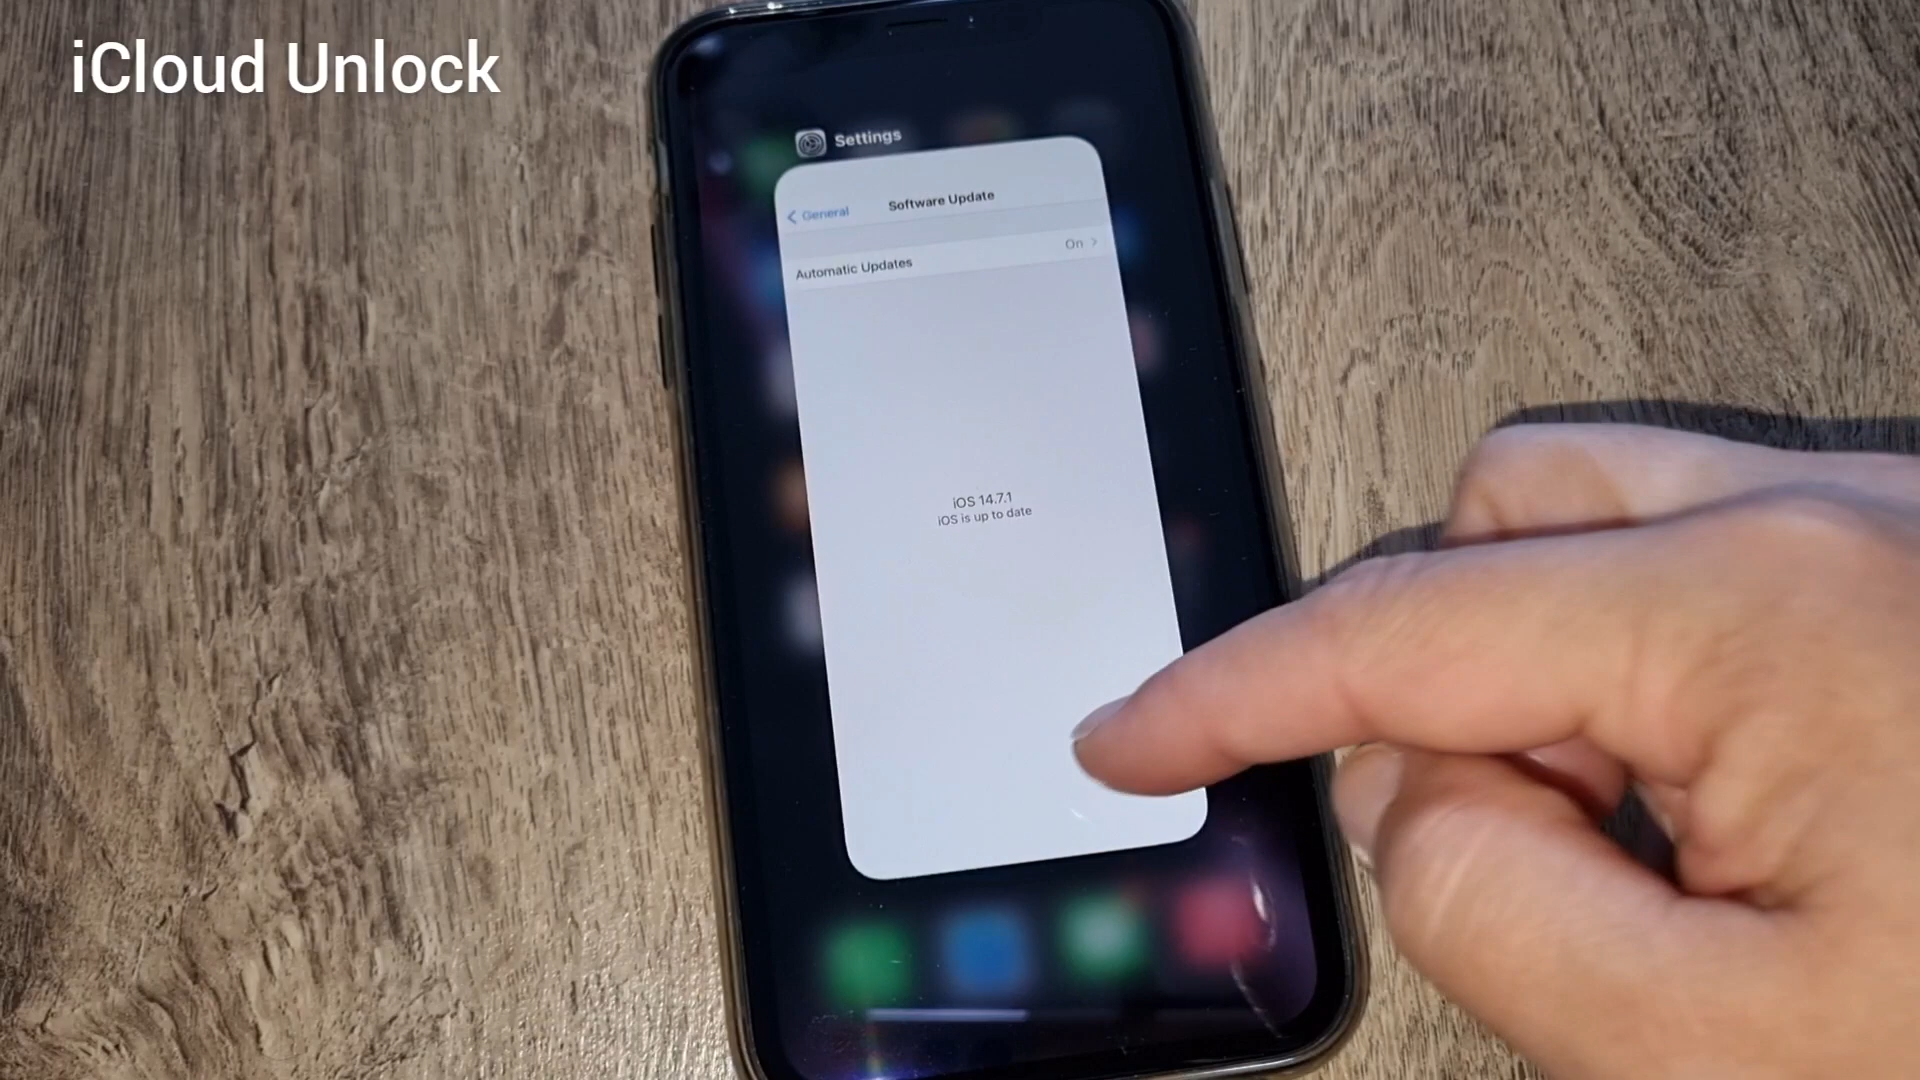 iCloud Unlock
Settings
General
Software Update
Automatic Updates
On
iOS 14.7.1
iOS is up to date